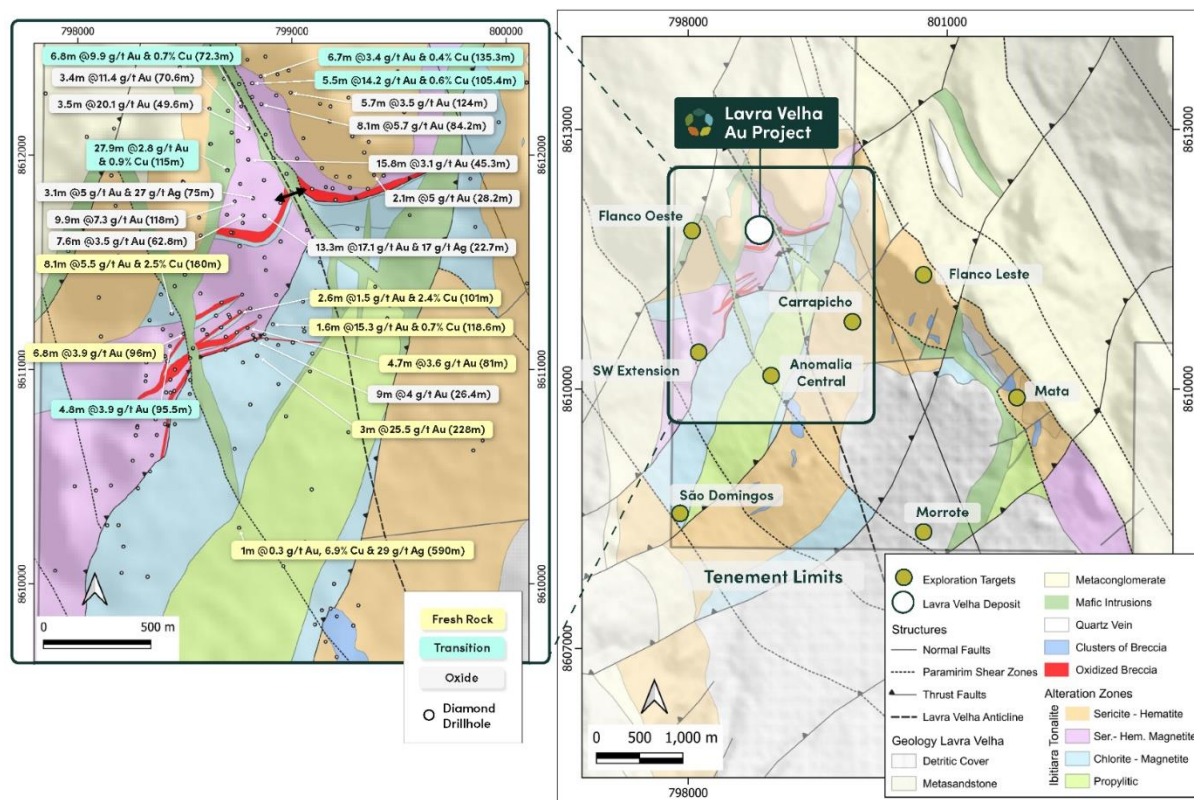 798000
799000
800000
8612000
8611000
8610000
8612000
8611000
8610000
6.8m @9.9 g/t Au & 0.7% Cu (72.3m)
3.4m @11.4 g/t Au (70.6m)
3.5m @20.1 g/t Au (49.6m)
27.9m @2.8 g/t Au
& 0.9% Cu (115m)
3.1m @5 g/t Au & 27 g/t Ag (75m)
9.9m @7.3 g/t Au (118m)
7.6m @3.5 g/t Au (62.8m)
8.1m @5.5 g/t Au & 2.5% Cu (180m)
6.8m @3.9 g/t Au (96m)
4.8m @3.9 g/t Au (95.5m)
6.7m @3.4 g/t Au & 0.4% Cu (135.3m)
5.5m @14.2 g/t Au & 0.6% Cu (105.4m)
5.7m @3.5 g/t Au (124m)
8.1m @5.7 g/t Au (84.2m)
15.8m @3.1 g/t Au (45.3m)
2.1m @5 g/t Au (28.2m)
13.3m @17.1 g/t Au & 17 g/t Ag (22.7m)
2.6m @1.5 g/t Au & 2.4% Cu (101m)
1.6m @15.3 g/t Au & 0.7% Cu (118.6m)
4.7m @3.6 g/t Au (81m)
9m @4 g/t Au (26.4m)
3m @25.5 g/t Au (228m)
1m @0.3 g/t Au, 6.9% Cu & 29 g/t Ag (590m)
0
500 m
Fresh Rock
Transition
Oxide
Diamond
Drillhole
798000
801000
8613000
8610000
8607000
8613000
8610000
798000
Lavra Velha
Au Project
Flanco Oeste
Flanco Leste
Carrapicho
SW Extension
Anomalia
Central
Mata
São Domingos
Morrote
Tenement Limits
0
500
1,000 m
Exploration Targets
Lavra Velha Deposit
Structures
Normal Faults
Paramirim Shear Zones
Thrust Faults
Lavra Velha Anticline
Geology Lavra Velha
Detritic Cover
Metasandstone
Metaconglomerate
Mafic Intrusions
Quartz Vein
Clusters of Breccia
Oxidized Breccia
Alteration Zones
Ibitiara Tonalite
Sericite - Hematite
Ser.- Hem. Magnetite
Chlorite - Magnetite
Propylitic